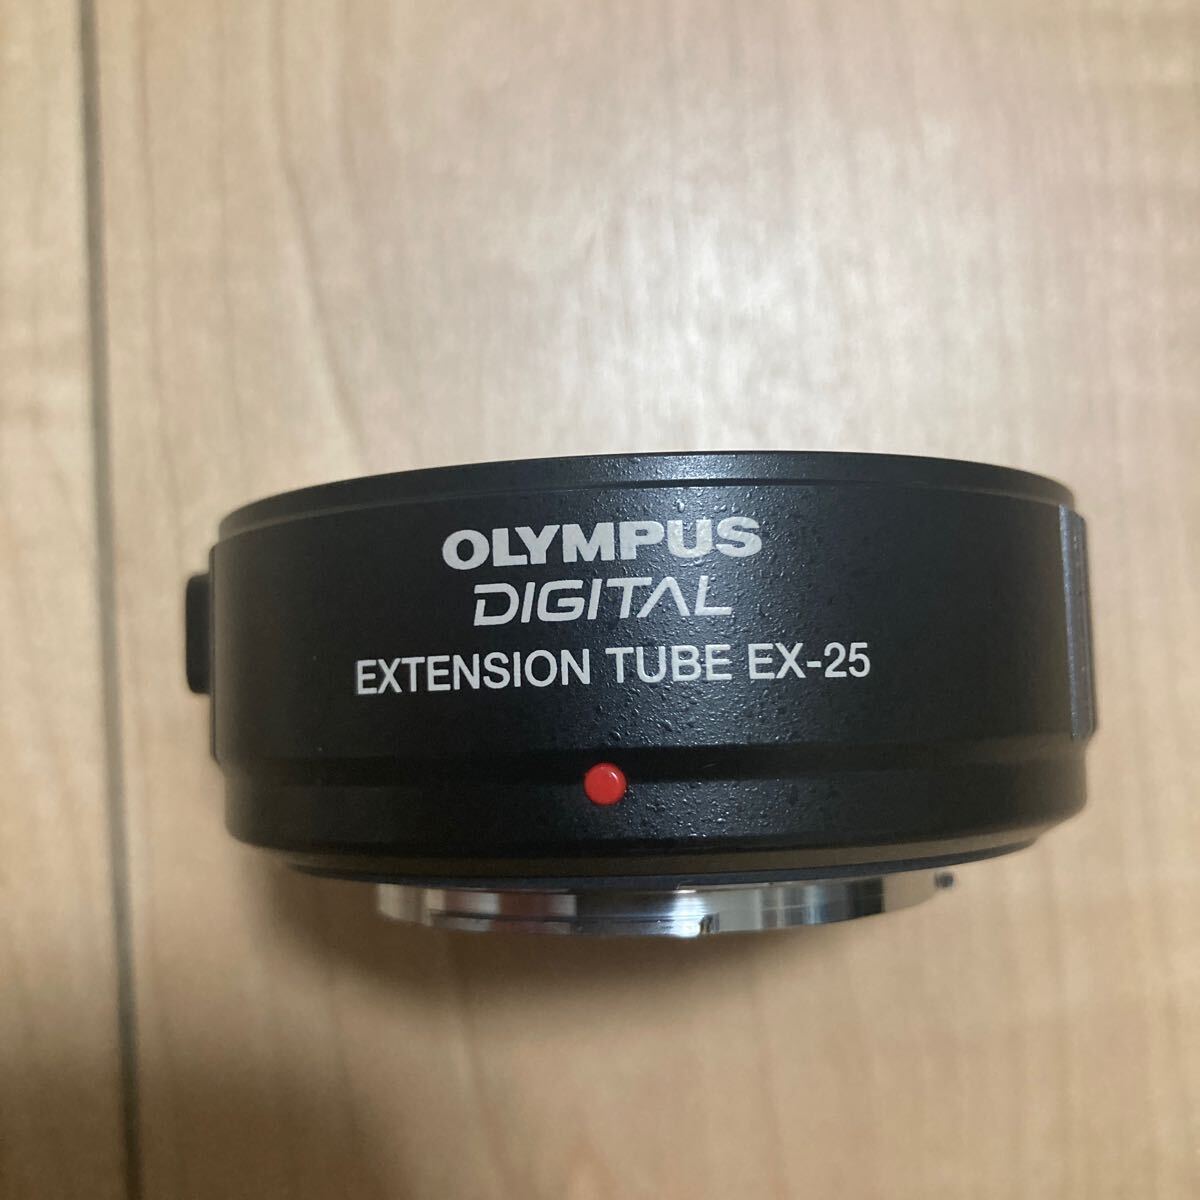 OLYMPUS
DIGITAL
EXTENSION TUBE EX-25